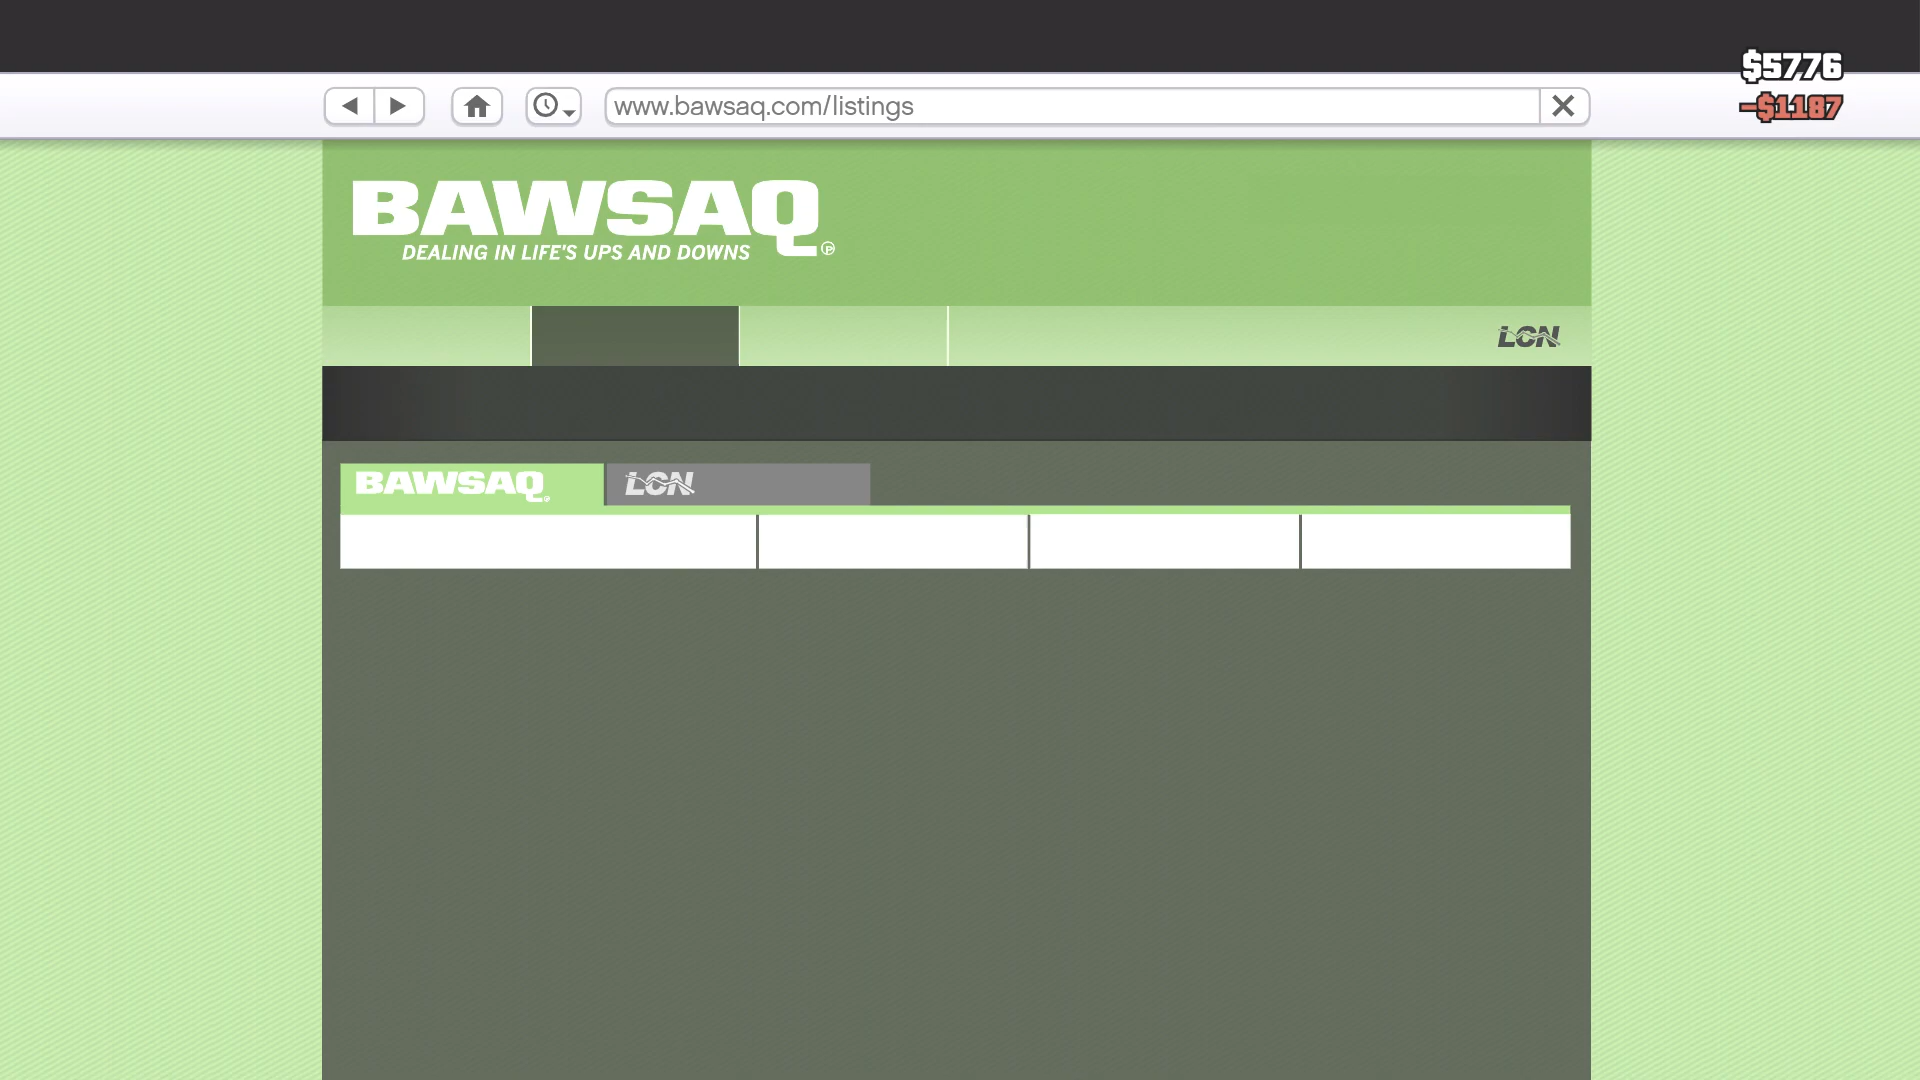 $5776
-$1187
www.bawsaq.com/listings
BAWSAQ
DEALING IN LIFE'S UPS AND DOWNS
LCN
BAWSAQ
LCN